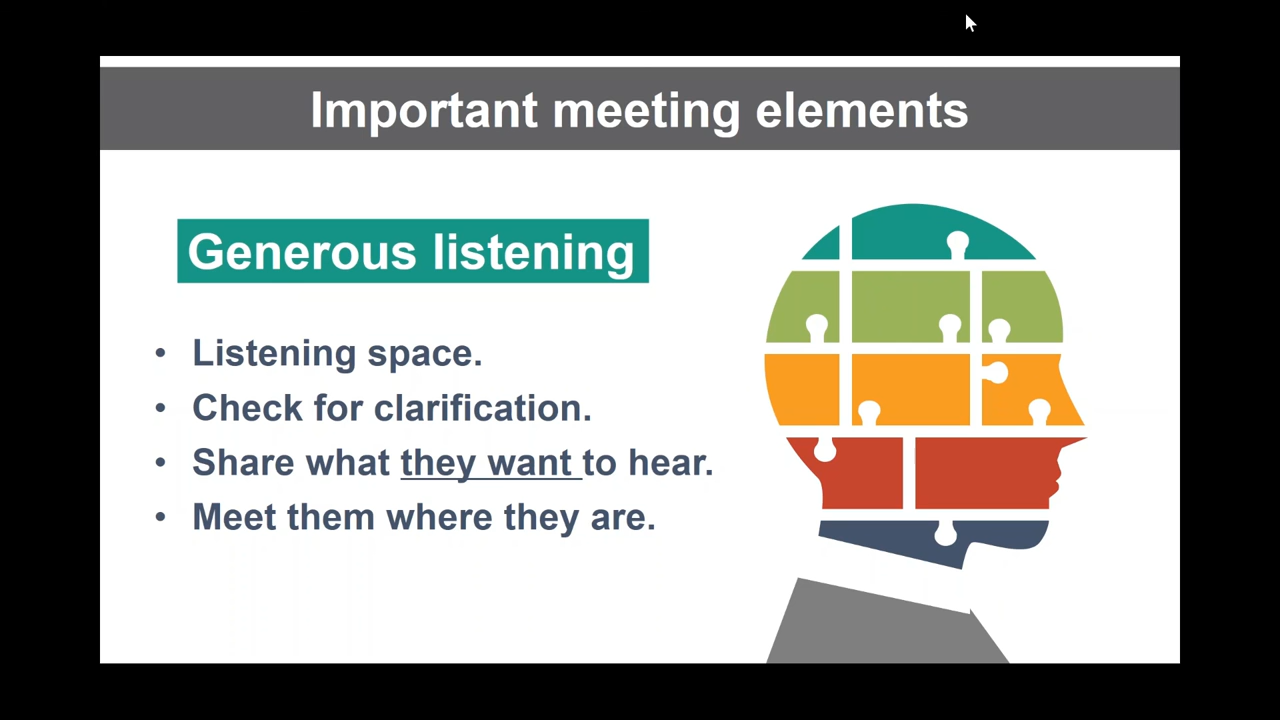 Important meeting elements
Generous listening
• Listening space.
• Check for clarification.
• Share what they want to hear.
• Meet them where they are.